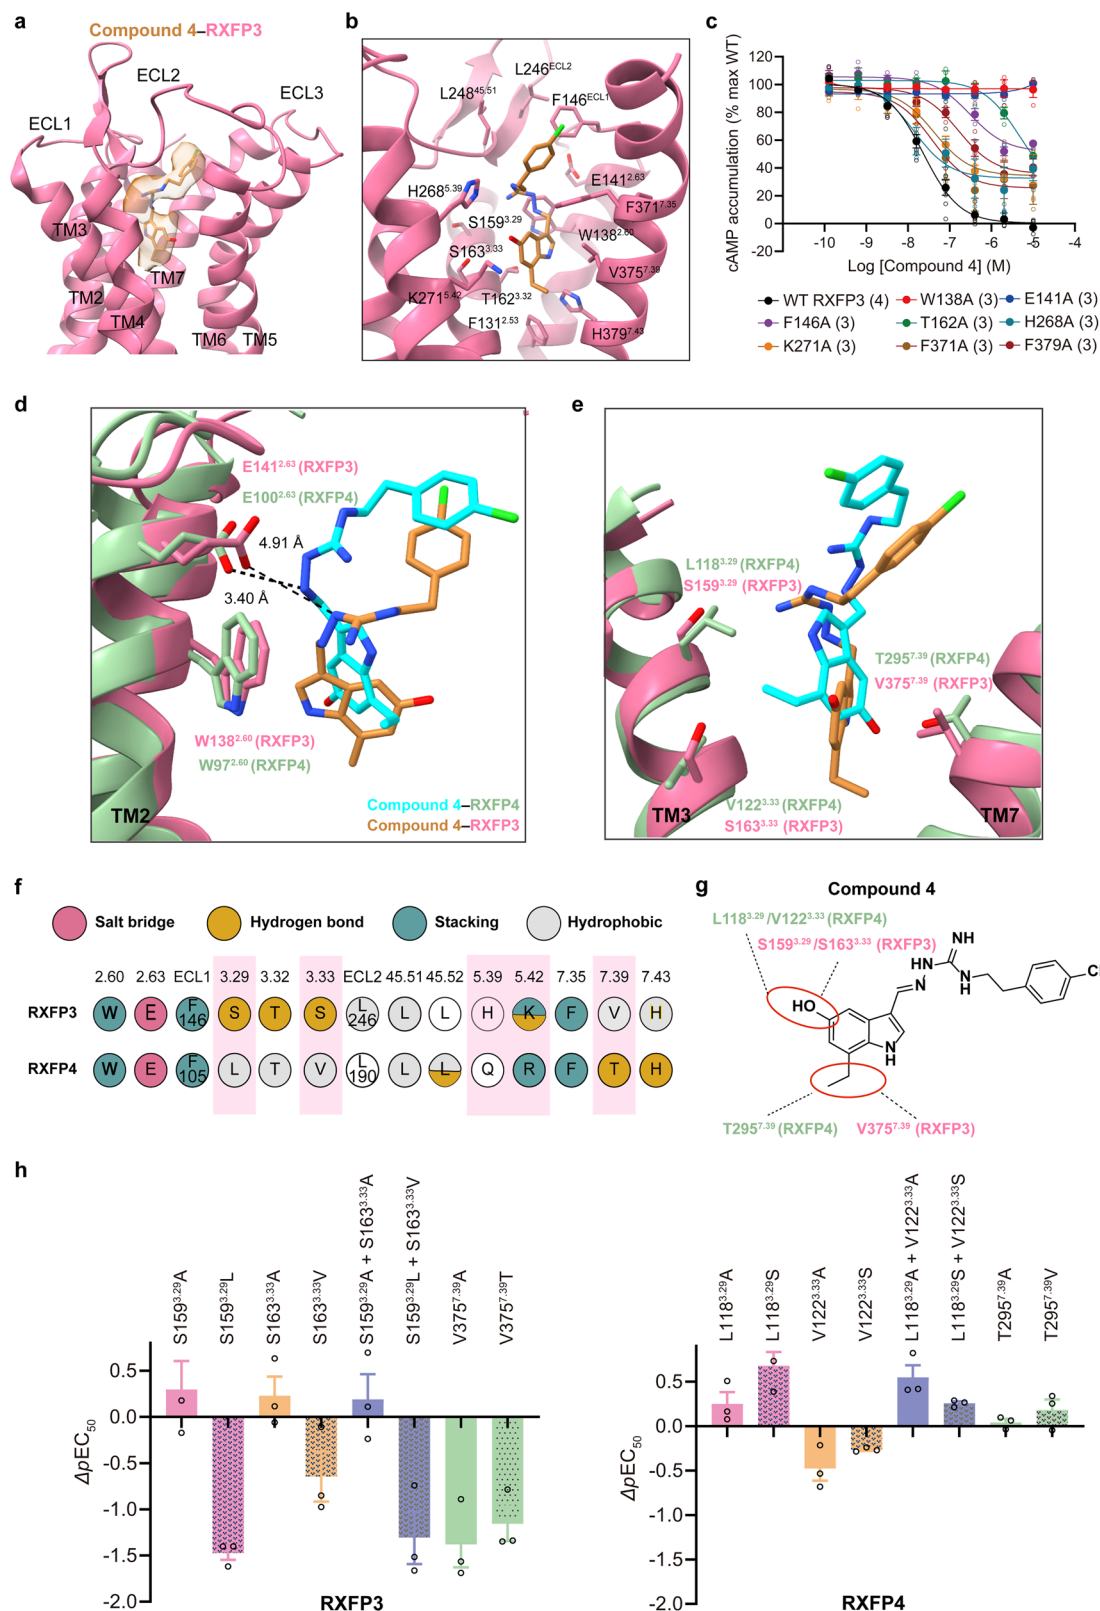 a
Compound 4–RXFP3
ECL2
ECL3
ECL1
TM3
TM7
TM2
TM4
TM6
TM5
b
L246ECL2
L24845.51
F146ECL1
H2685.39
E1412.63
S1593.29
F3717.35
W1382.60
S1633.33
V3757.39
K2715.42
T1623.32
F1312.53
H3797.43
c
cAMP accumulation (% max WT)
120
100
80
60
40
20
0
-20
-10 -9 -8 -7 -6 -5 -4
Log [Compound 4] (M)
WT RXFP3 (4) W138A (3) E141A (3)
F146A (3) T162A (3) H268A (3)
K271A (3) F371A (3) F379A (3)
d
E1412.63 (RXFP3)
E1002.63 (RXFP4)
4.91 Å
3.40 Å
W1382.60 (RXFP3)
W972.60 (RXFP4)
Compound 4–RXFP4
TM2
Compound 4–RXFP3
e
L1183.29 (RXFP4)
S1593.29 (RXFP3)
T2957.39 (RXFP4)
V3757.39 (RXFP3)
V1223.33 (RXFP4)
TM3
TM7
S1633.33 (RXFP3)
f
Salt bridge Hydrogen bond Stacking Hydrophobic
2.60 2.63 ECL1 3.29 3.32 3.33 ECL2 45.51 45.52 5.39 5.42 7.35 7.39 7.43
RXFP3 W E F146 S T S L246 L L H K F V H
RXFP4 W E F105 L T V L190 L L Q R F T H
g
Compound 4
L1183.29/V1223.33 (RXFP4)
S1593.29/S1633.33 (RXFP3)
NH
HN
N
N
H
Cl
HO
N
H
T2957.39 (RXFP4) V3757.39 (RXFP3)
h
S1593.29A
S1593.29L
S1633.33A
S1633.33V
S1593.29A + S1633.33A
S1593.29L + S1633.33V
V3757.39A
V3757.39T
ΔpEC50
0.5
0.0
-0.5
-1.0
-1.5
-2.0
RXFP3
L1183.29A
L1183.29S
V1223.33A
V1223.33S
L1183.29A + V1223.33A
L1183.29S + V1223.33S
T2957.39A
T2957.39V
ΔpEC50
0.5
0.0
-0.5
-1.0
-1.5
-2.0
RXFP4